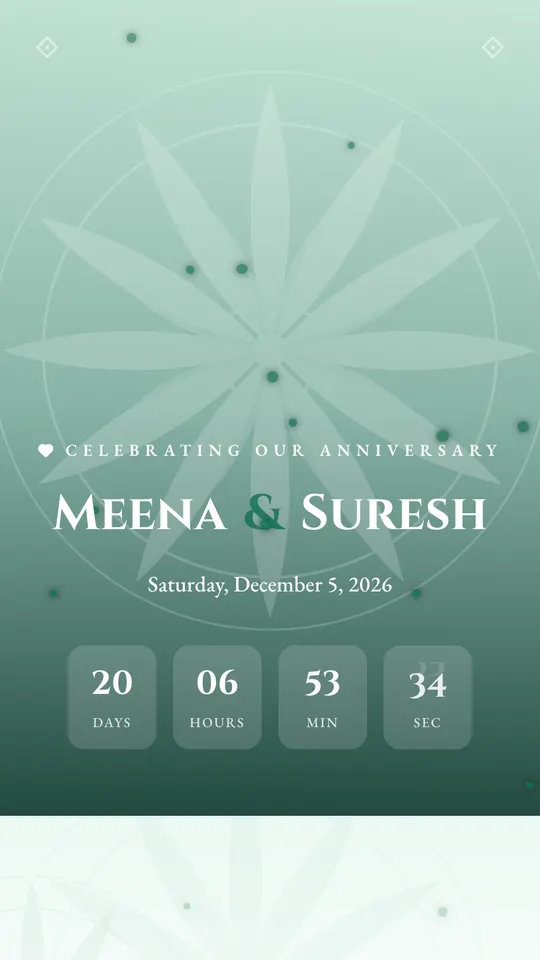 CELEBRATING OUR ANNIVERSARY
MEENA & SURESH
Saturday, December 5, 2026
20 06 53 34
DAYS HOURS MIN SEC